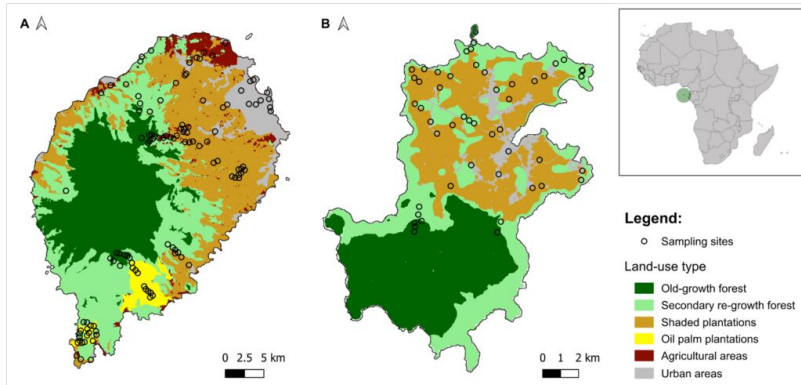 A
B
Legend:
Sampling sites
Land-use type
Old-growth forest
Secondary re-growth forest
Shaded plantations
Oil palm plantations
Agricultural areas
Urban areas
0 2.5 5 km
0 1 2 km